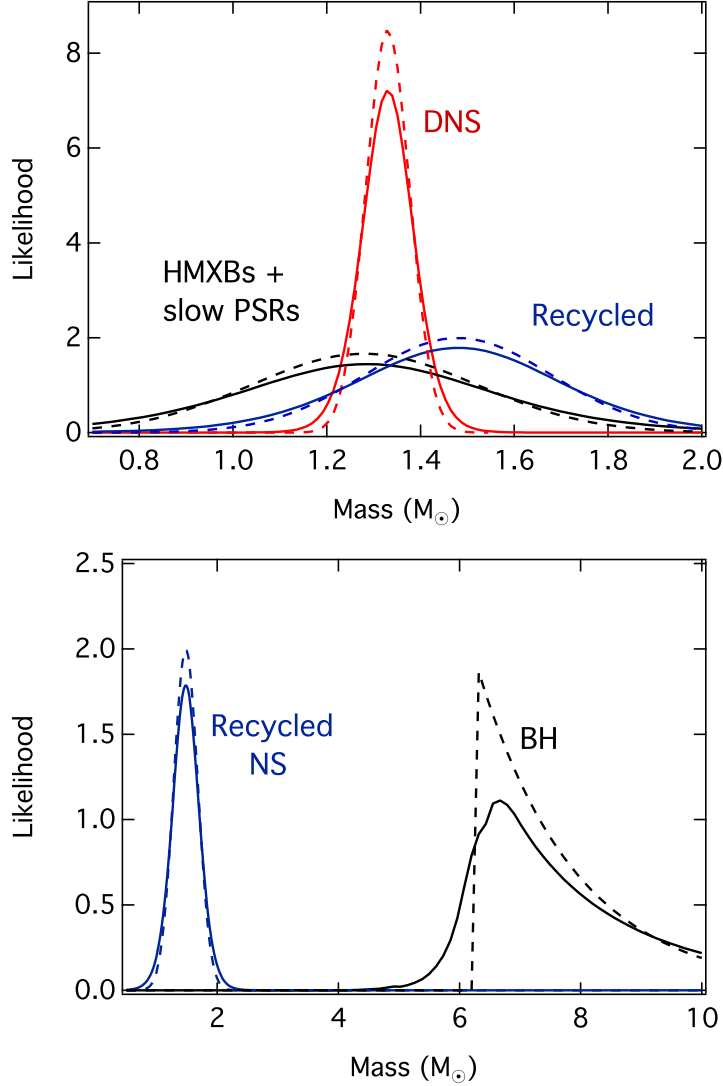 8
6
4
2
0
Likelihood
DNS
HMXBs +
slow PSRs
Recycled
0.8 1.0 1.2 1.4 1.6 1.8 2.0
Mass (M☉)
2.5
2.0
1.5
1.0
0.5
0.0
Likelihood
Recycled
NS
BH
2 4 6 8 10
Mass (M☉)